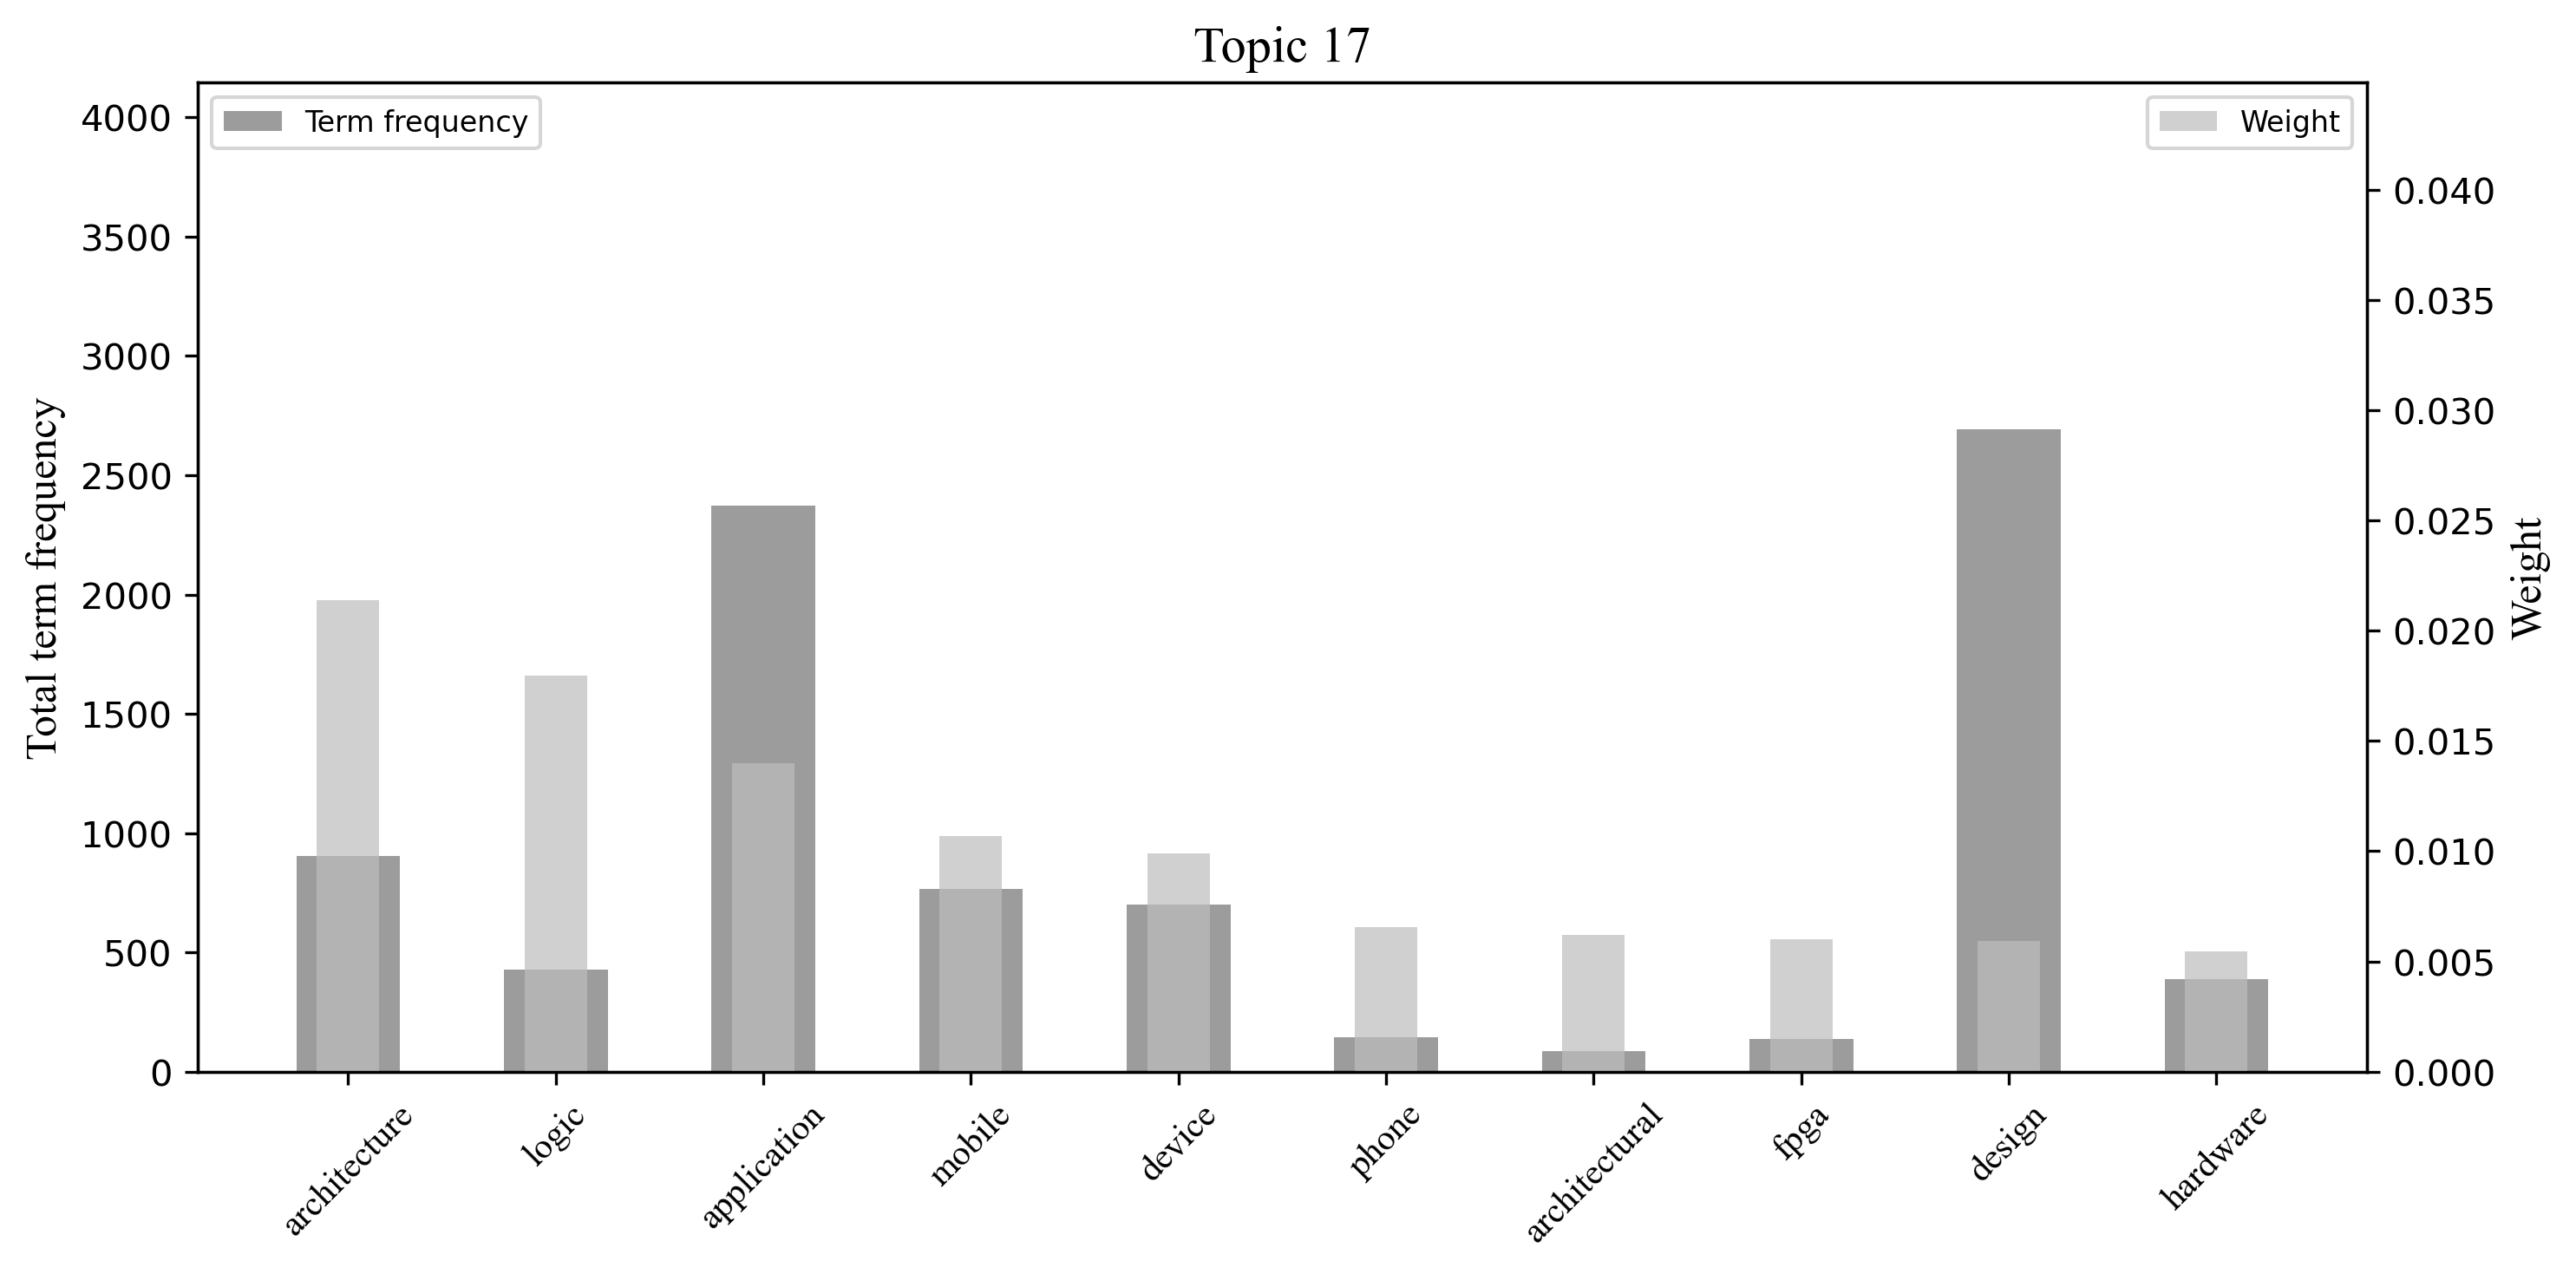 Topic 17
Term frequency
Weight
4000
3500
3000
2500
2000
1500
1000
500
0
Total term frequency
0.040
0.035
0.030
0.025
0.020
0.015
0.010
0.005
0.000
Weight
architecture
logic
application
mobile
device
phone
architectural
fpga
design
hardware